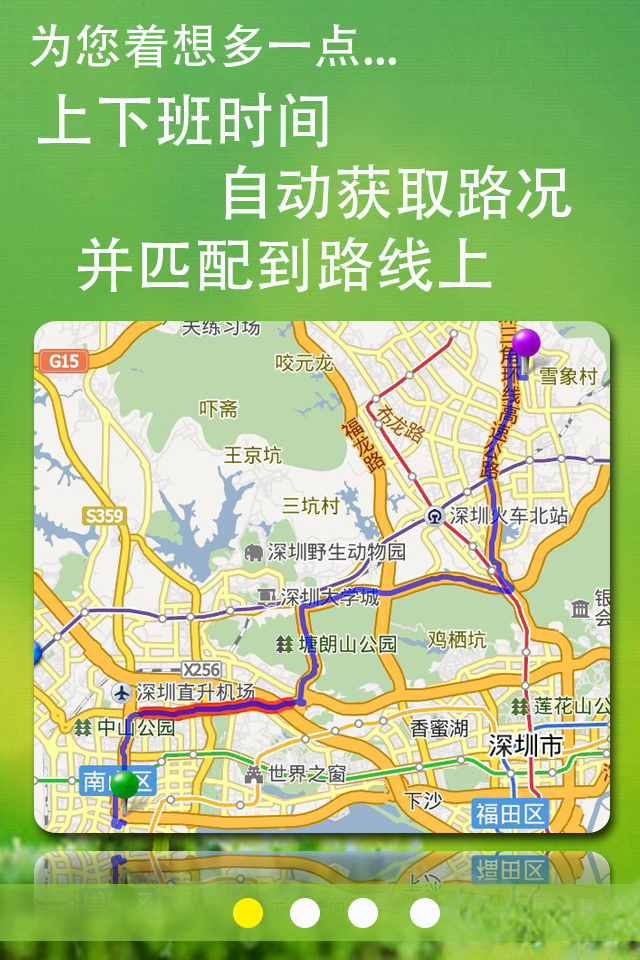 为您着想多一点...
上下班时间
自动获取路况
并匹配到路线上
天练习场
G15
咬元龙
雪象村
吓斋
布龙路
福龙路
王京坑
三坑村
S359
深圳火车北站
深圳野生动物园
深圳大学城
塘朗山公园
鸡栖坑
X256
深圳直升机场
莲花山公
中山公园
香蜜湖
深圳市
世界之窗
下沙
福田区